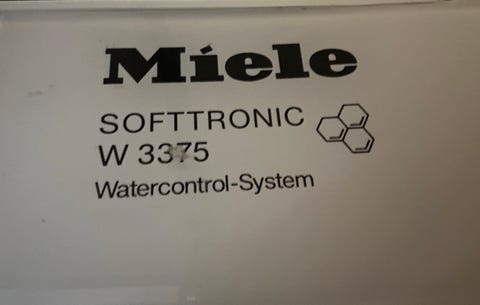 Miele
SOFTTRONIC
W 3375
Watercontrol-System